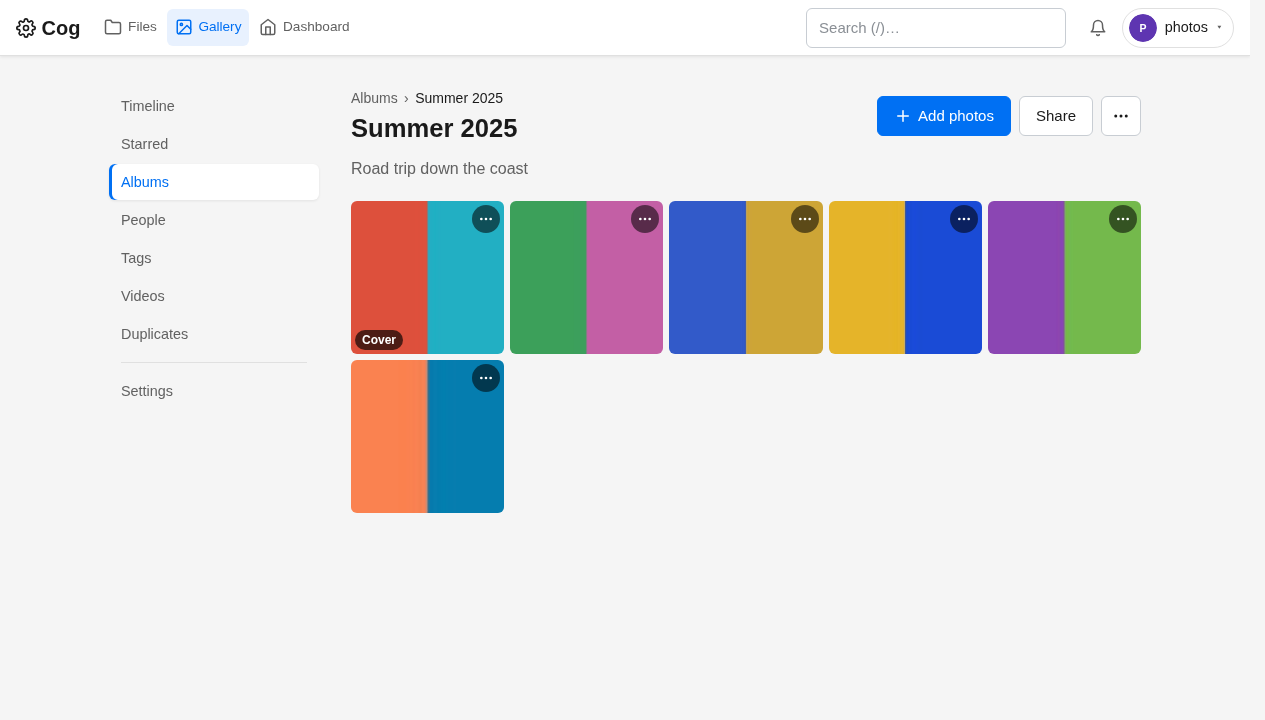 Cog
Files
Gallery
Dashboard
Search (/)…
P
photos
Timeline
Starred
Albums
People
Tags
Videos
Duplicates
Settings
Albums › Summer 2025
Summer 2025
Road trip down the coast
Add photos
Share
Cover